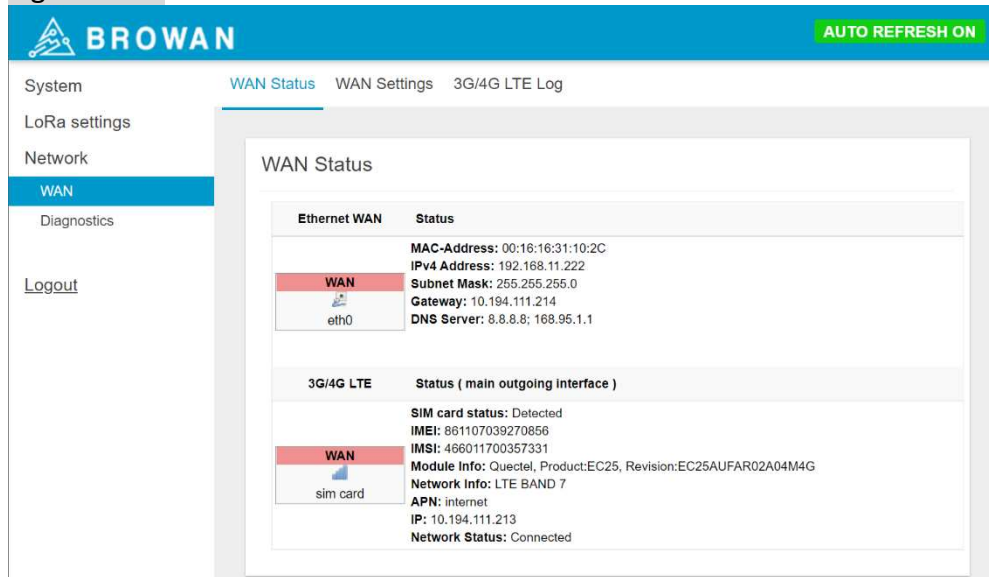 BROWAN
AUTO REFRESH ON
System
LoRa settings
Network
WAN
Diagnostics
Logout
WAN Status WAN Settings 3G/4G LTE Log
WAN Status
Ethernet WAN Status
WAN
eth0
MAC-Address: 00:16:16:31:10:2C
IPv4 Address: 192.168.11.222
Subnet Mask: 255.255.255.0
Gateway: 10.194.111.214
DNS Server: 8.8.8.8; 168.95.1.1
3G/4G LTE Status ( main outgoing interface )
WAN
sim card
SIM card status: Detected
IMEI: 861107039270856
IMSI: 466011700357331
Module Info: Quectel, Product:EC25, Revision:EC25AUFAR02A04M4G
Network Info: LTE BAND 7
APN: internet
IP: 10.194.111.213
Network Status: Connected